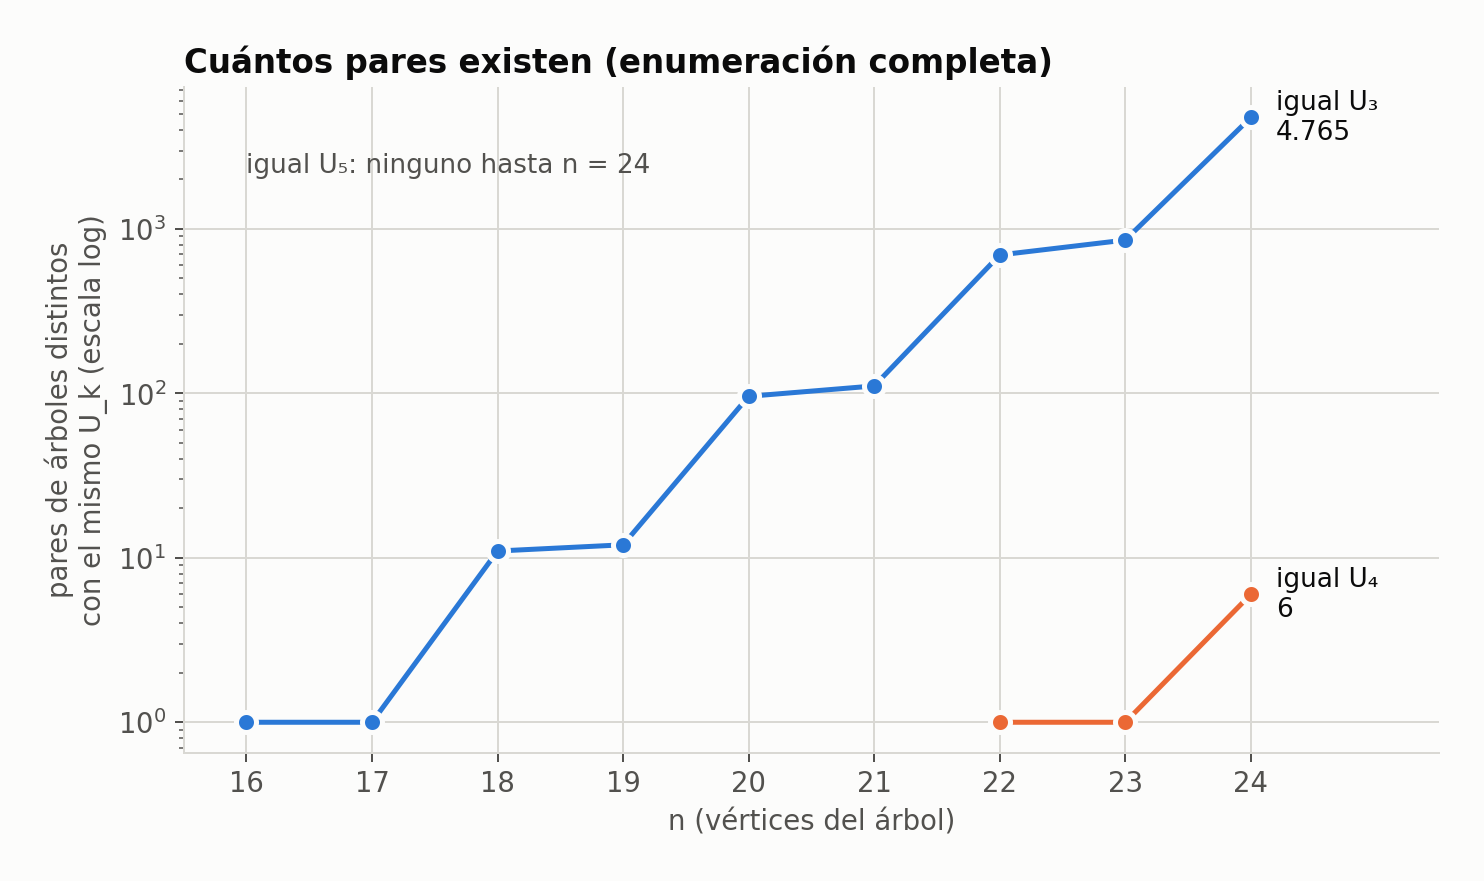 Cuántos pares existen (enumeración completa)
igual U₃
4.765
igual U₅: ninguno hasta n = 24
pares de árboles distintos
con el mismo U_k (escala log)
10³
10²
10¹
10⁰
igual U₄
6
16 17 18 19 20 21 22 23 24
n (vértices del árbol)